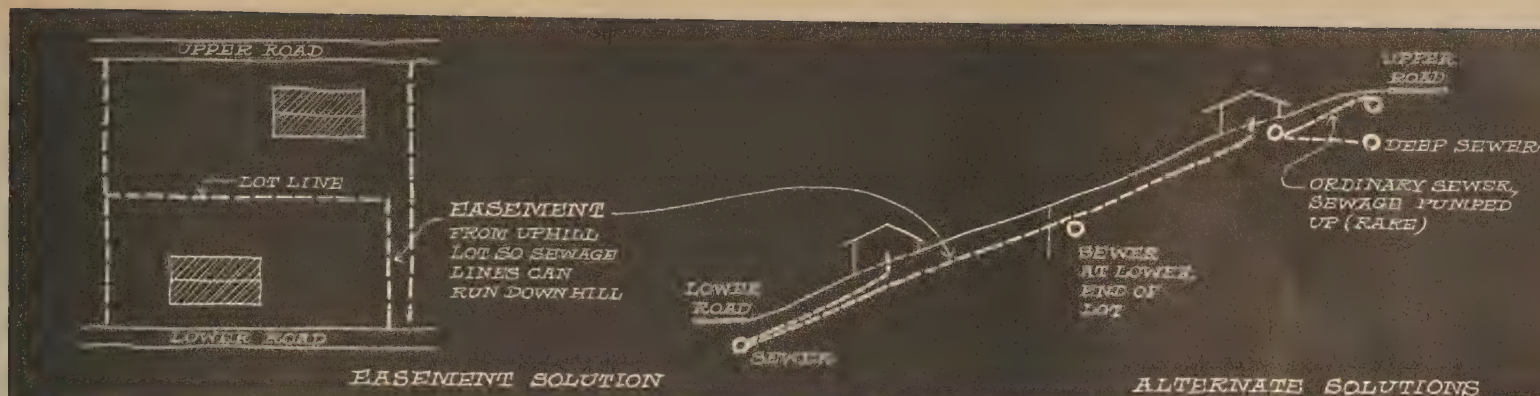 UPPER ROAD
LOT LINE
EASEMENT
FROM UPHILL
LOT SO SEWAGE
LINES CAN
RUN DOWNHILL
LOWER ROAD
EASEMENT SOLUTION
LOWER
ROAD
SEWER
SEWER
AT LOWER
END OF
LOT
UPPER
ROAD
DEEP SEWER
ORDINARY SEWER,
SEWAGE PUMPED
UP (RARE)
ALTERNATE SOLUTIONS